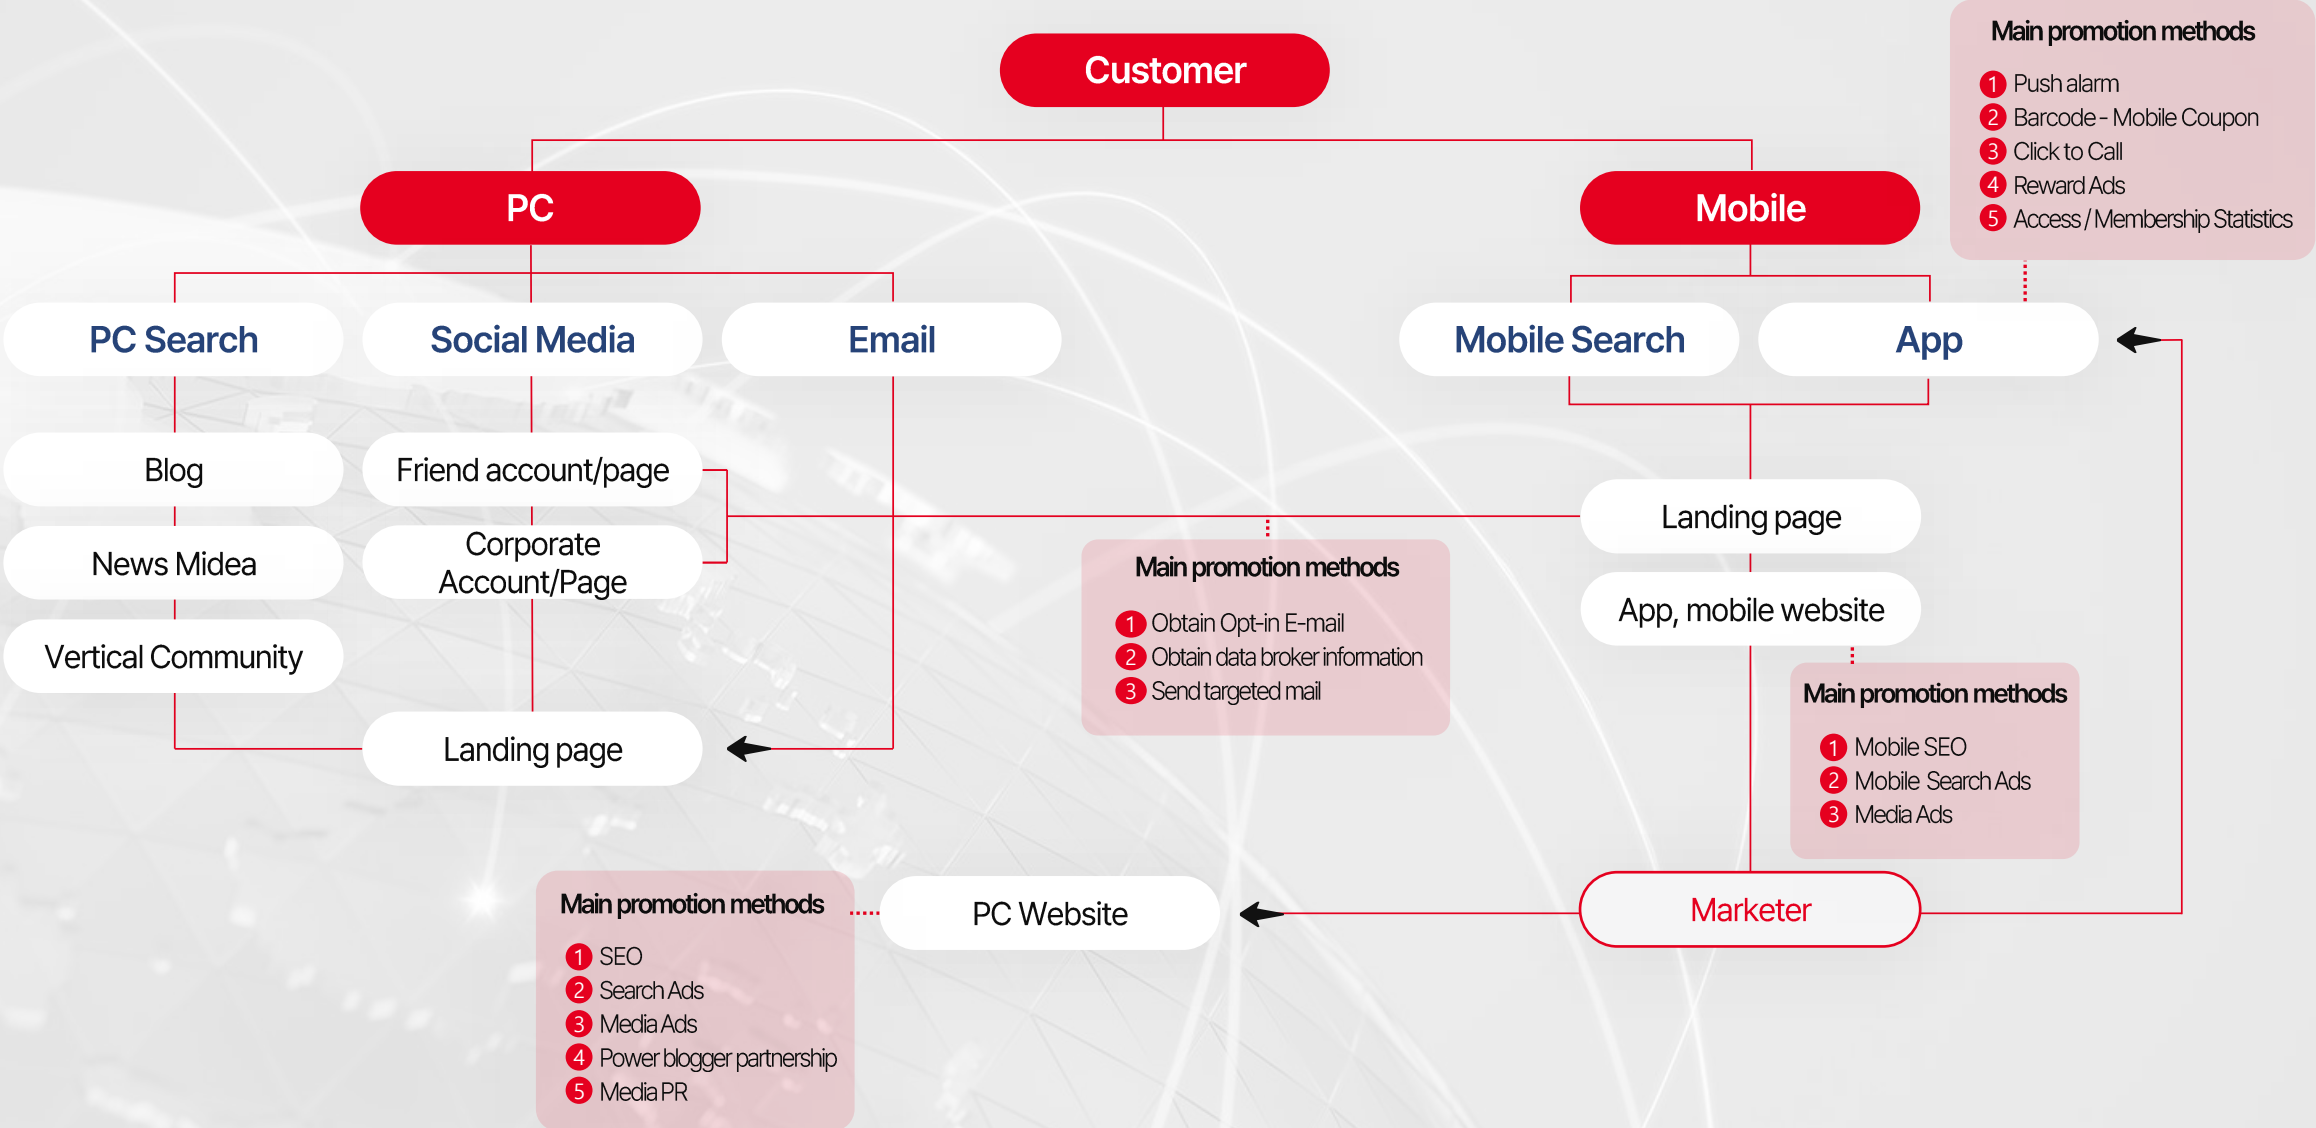 Customer
PC
Mobile
Main promotion methods
1 Push alarm
2 Barcode - Mobile Coupon
3 Click to Call
4 Reward Ads
5 Access / Membership Statistics
PC Search
Social Media
Email
Mobile Search
App
Blog
News Midea
Vertical Community
Friend account/page
Corporate
Account/Page
Landing page
Landing page
App, mobile website
Main promotion methods
1 Obtain Opt-in E-mail
2 Obtain data broker information
3 Send targeted mail
Main promotion methods
1 Mobile SEO
2 Mobile Search Ads
3 Media Ads
Marketer
PC Website
Main promotion methods
1 SEO
2 Search Ads
3 Media Ads
4 Power blogger partnership
5 Media PR